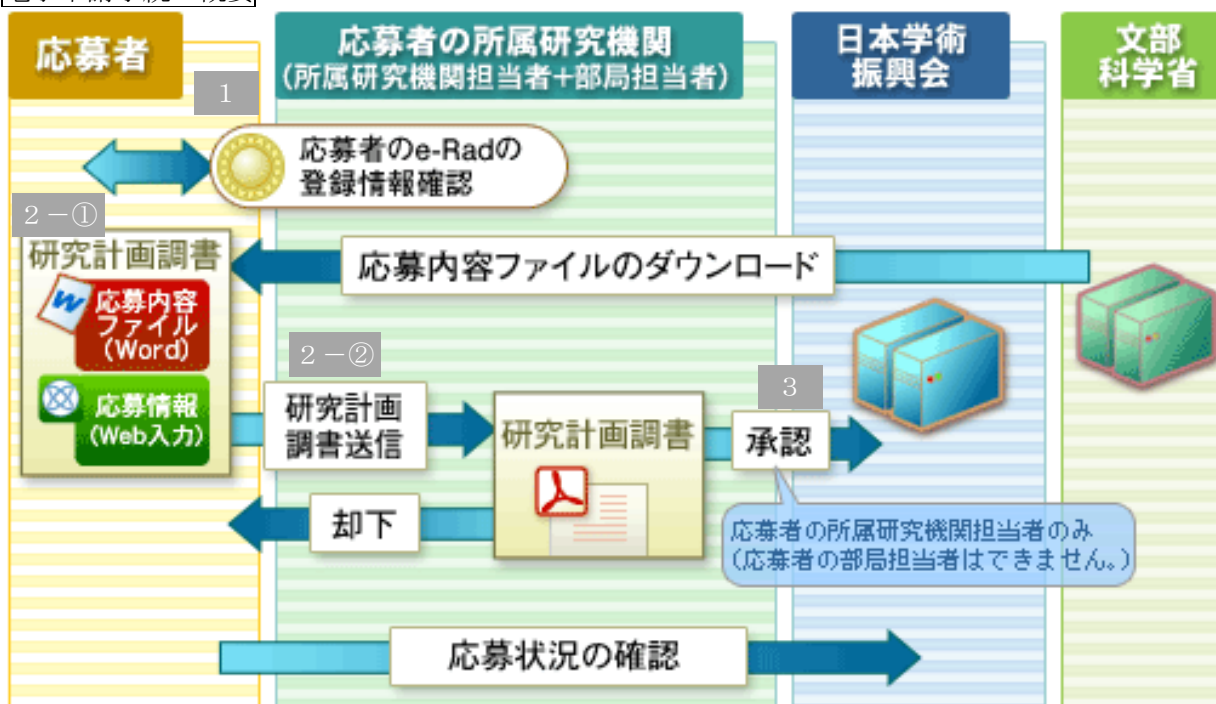 電子申請手続の概要
応募者
応募者の所属研究機関
(所属研究機関担当者+部局担当者)
日本学術
振興会
文部
科学省
1
応募者のe-Radの
登録情報確認
2－①
研究計画調書
応募内容
ファイル
(Word)
応募情報
(Web入力)
応募内容ファイルのダウンロード
2－②
研究計画
調書送信
研究計画調書
3
承認
却下
応募者の所属研究機関担当者のみ
(応募者の部局担当者はできません。)
応募状況の確認